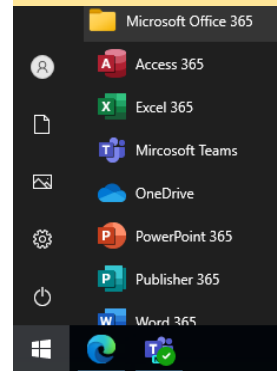 Microsoft Office 365
A
Access 365
X
Excel 365
T
Mircosoft Teams
OneDrive
P
PowerPoint 365
P
Publisher 365
W
Word 365
T